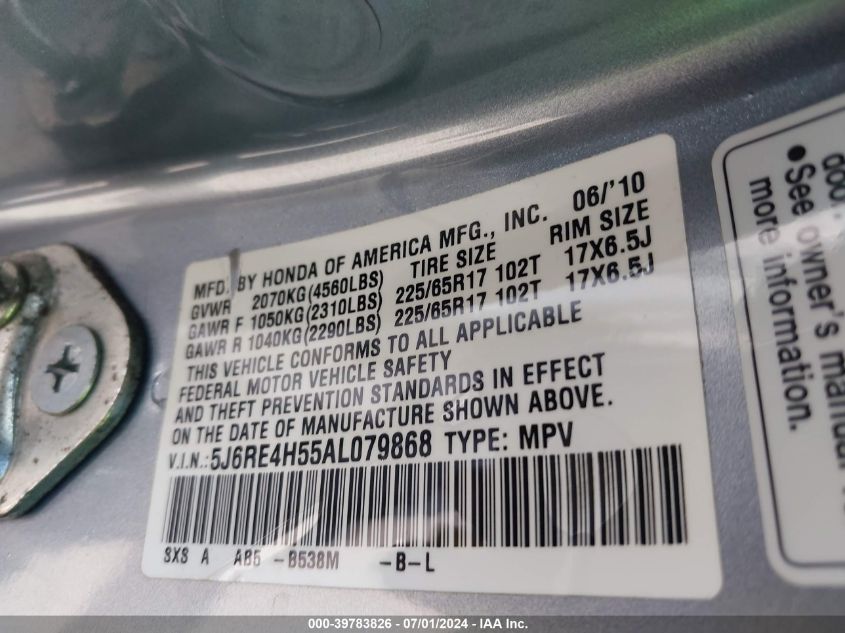 MFD. BY HONDA OF AMERICA MFG., INC. 06/'10
GVWR 2070KG(4560LBS) TIRE SIZE RIM SIZE
GAWR F 1050KG(2310LBS) 225/65R17 102T 17X6.5J
GAWR R 1040KG(2290LBS) 225/65R17 102T 17X6.5J
THIS VEHICLE CONFORMS TO ALL APPLICABLE
FEDERAL MOTOR VEHICLE SAFETY
AND THEFT PREVENTION STANDARDS IN EFFECT
ON THE DATE OF MANUFACTURE SHOWN ABOVE.
V.I.N.: 5J6RE4H55AL079868 TYPE: MPV
SXS A AB5 -B538M -B-L
●See owner's manual
more information.
000-39783826 - 07/01/2024 - IAA Inc.